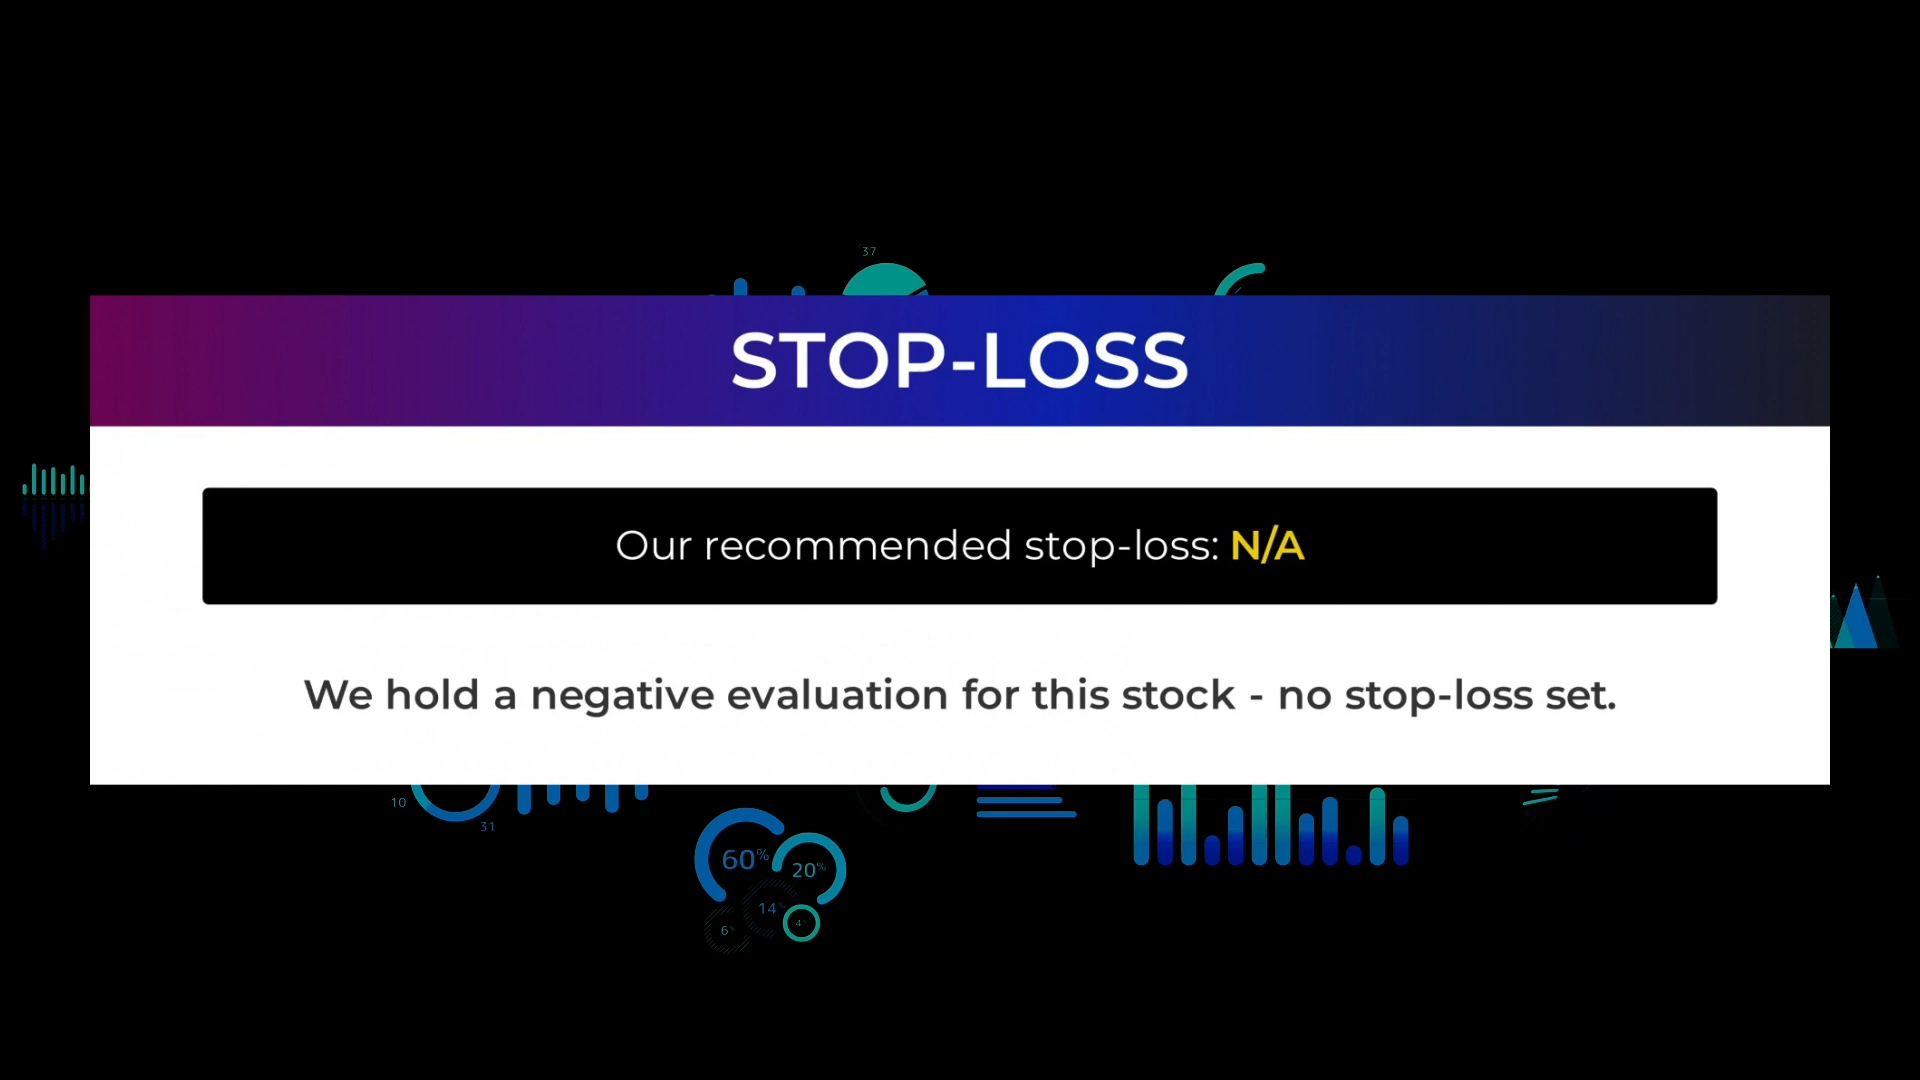 37
STOP-LOSS
Our recommended stop-loss: N/A
We hold a negative evaluation for this stock - no stop-loss set.
10
31
60%
20%
14%
6%
4%